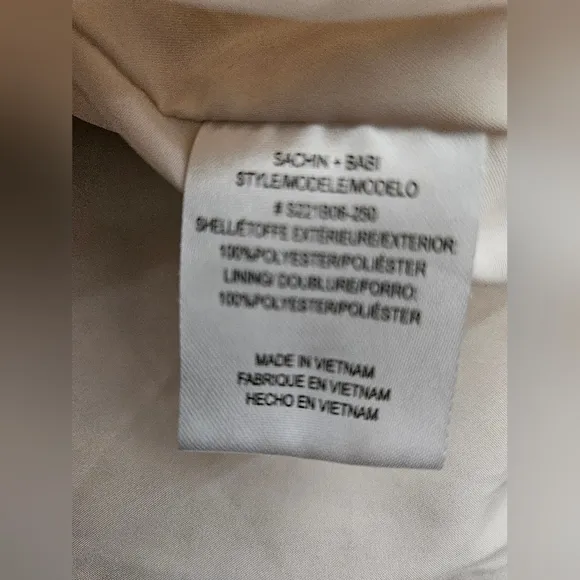 SACHIN + BABI
STYLE/MODELE/MODELO
# S221B06-250
SHELL/ÉTOFFE EXTÉRIEURE/EXTERIOR:
100%POLYESTER/POLIÉSTER
LINING/ DOUBLURE/FORRO:
100%POLYESTER/POLIÉSTER
MADE IN VIETNAM
FABRIQUE EN VIETNAM
HECHO EN VIETNAM